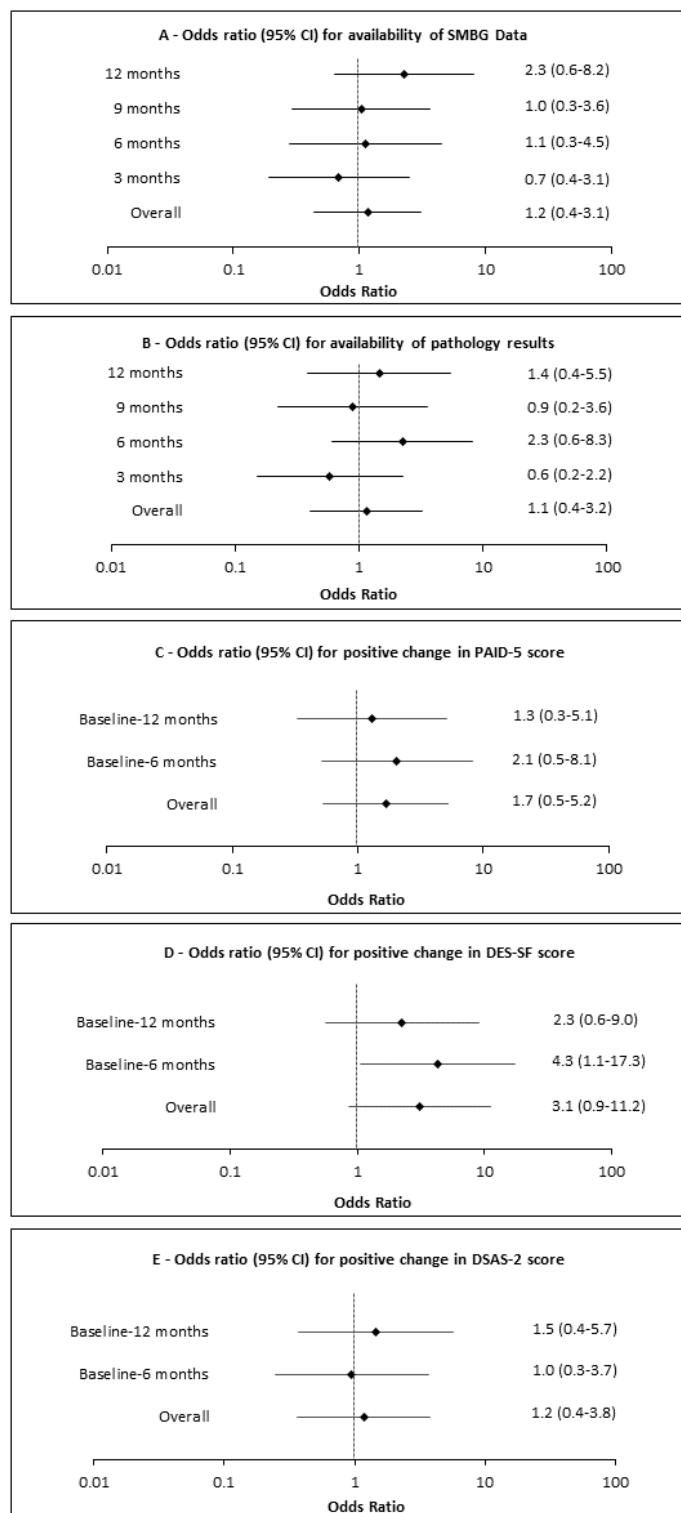 A - Odds ratio (95% CI) for availability of SMBG Data
12 months 2.3 (0.6-8.2)
9 months 1.0 (0.3-3.6)
6 months 1.1 (0.3-4.5)
3 months 0.7 (0.4-3.1)
Overall 1.2 (0.4-3.1)
0.01 0.1 1 10 100
Odds Ratio
B - Odds ratio (95% CI) for availability of pathology results
12 months 1.4 (0.4-5.5)
9 months 0.9 (0.2-3.6)
6 months 2.3 (0.6-8.3)
3 months 0.6 (0.2-2.2)
Overall 1.1 (0.4-3.2)
0.01 0.1 1 10 100
Odds Ratio
C - Odds ratio (95% CI) for positive change in PAID-5 score
Baseline-12 months 1.3 (0.3-5.1)
Baseline-6 months 2.1 (0.5-8.1)
Overall 1.7 (0.5-5.2)
0.01 0.1 1 10 100
Odds Ratio
D - Odds ratio (95% CI) for positive change in DES-SF score
Baseline-12 months 2.3 (0.6-9.0)
Baseline-6 months 4.3 (1.1-17.3)
Overall 3.1 (0.9-11.2)
0.01 0.1 1 10 100
Odds Ratio
E - Odds ratio (95% CI) for positive change in DSAS-2 score
Baseline-12 months 1.5 (0.4-5.7)
Baseline-6 months 1.0 (0.3-3.7)
Overall 1.2 (0.4-3.8)
0.01 0.1 1 10 100
Odds Ratio